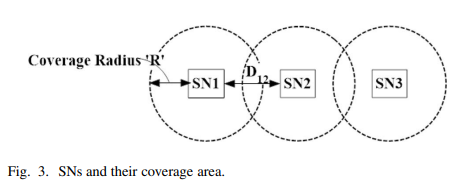 Coverage Radius 'R'
SN1
D12
SN2
SN3
Fig. 3. SNs and their coverage area.